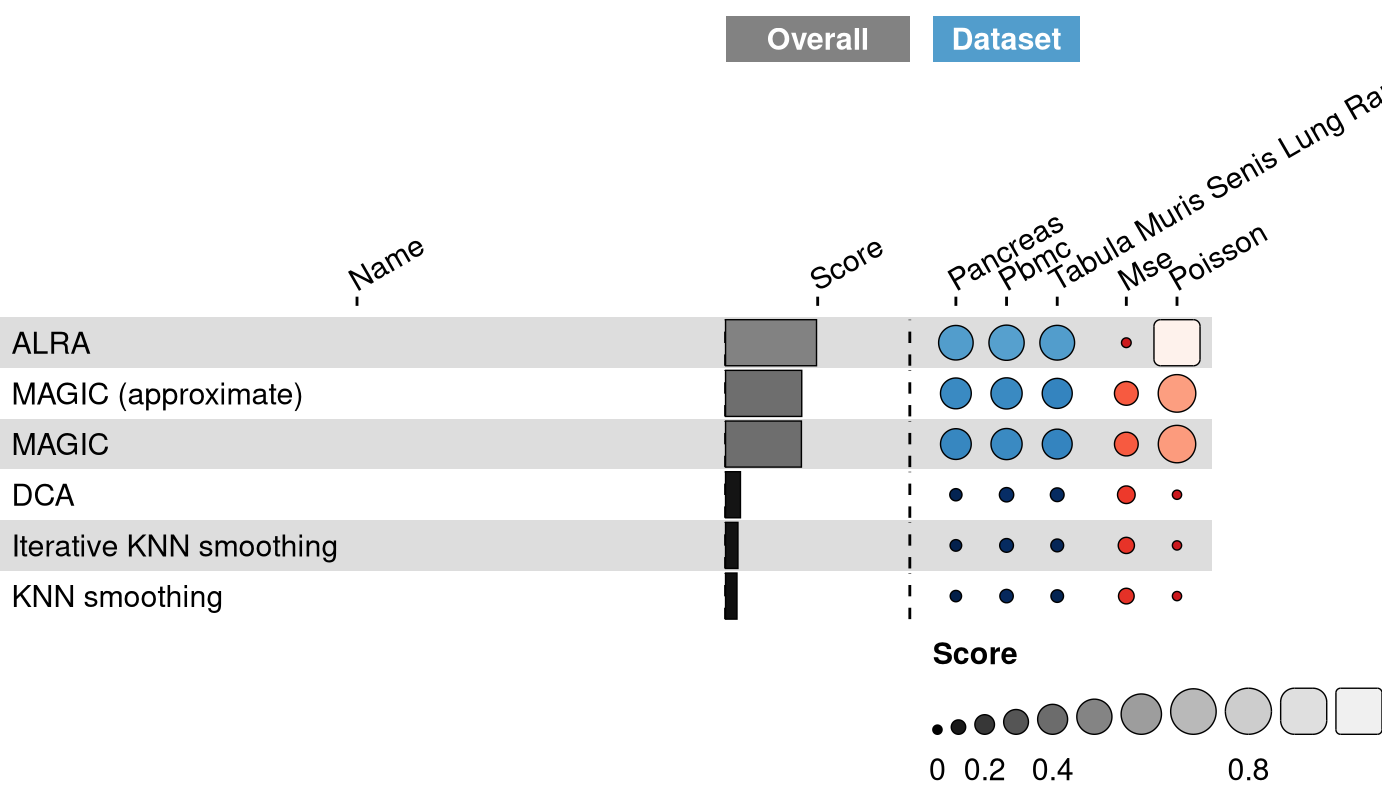 Overall Dataset
Name Score Pancreas Pbmc Tabula Muris Senis Lung Mse Poisson
ALRA
MAGIC (approximate)
MAGIC
DCA
Iterative KNN smoothing
KNN smoothing
Score
0 0.2 0.4 0.8